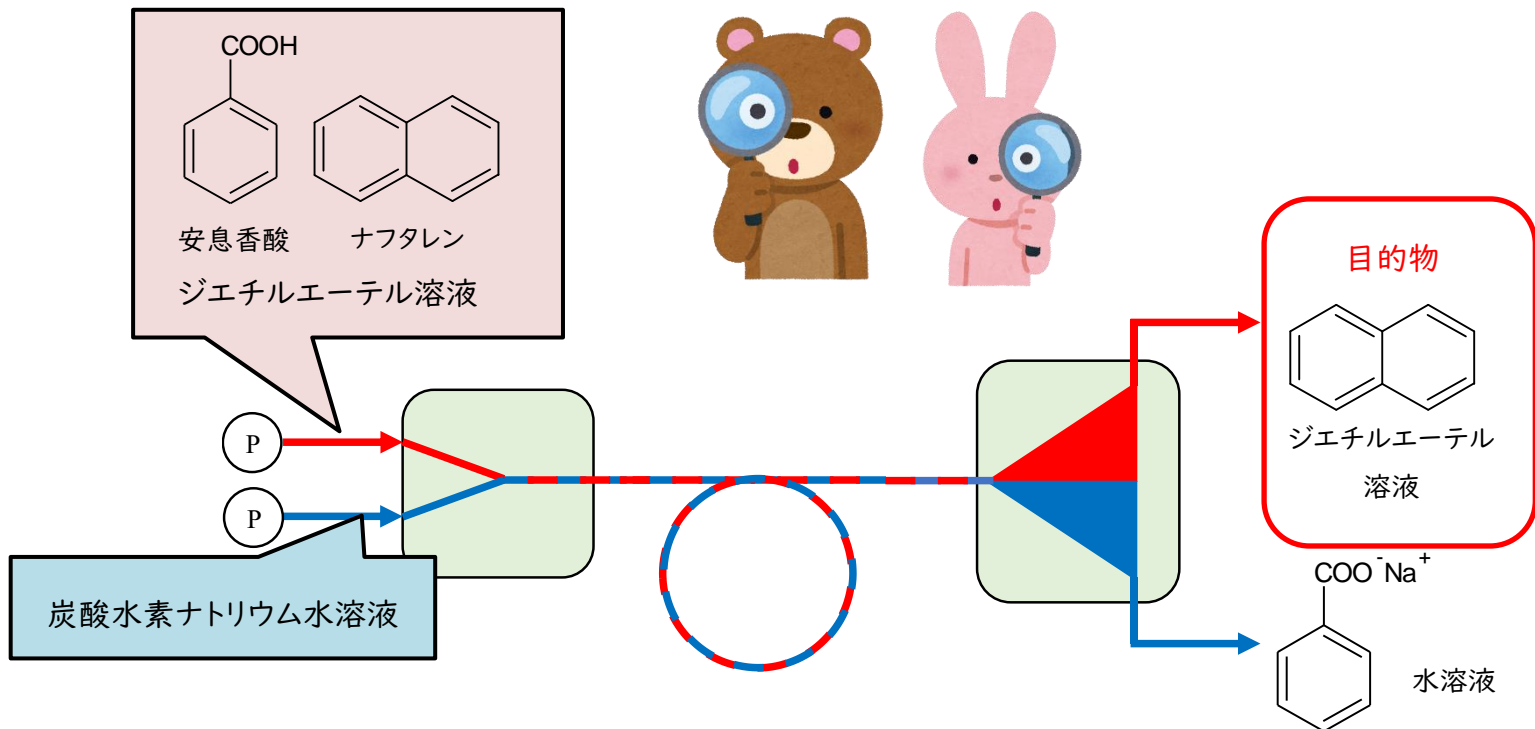 COOH
安息香酸
ナフタレン
ジエチルエーテル溶液
P
P
炭酸水素ナトリウム水溶液
目的物
ジエチルエーテル
溶液
COO⁻Na⁺
水溶液